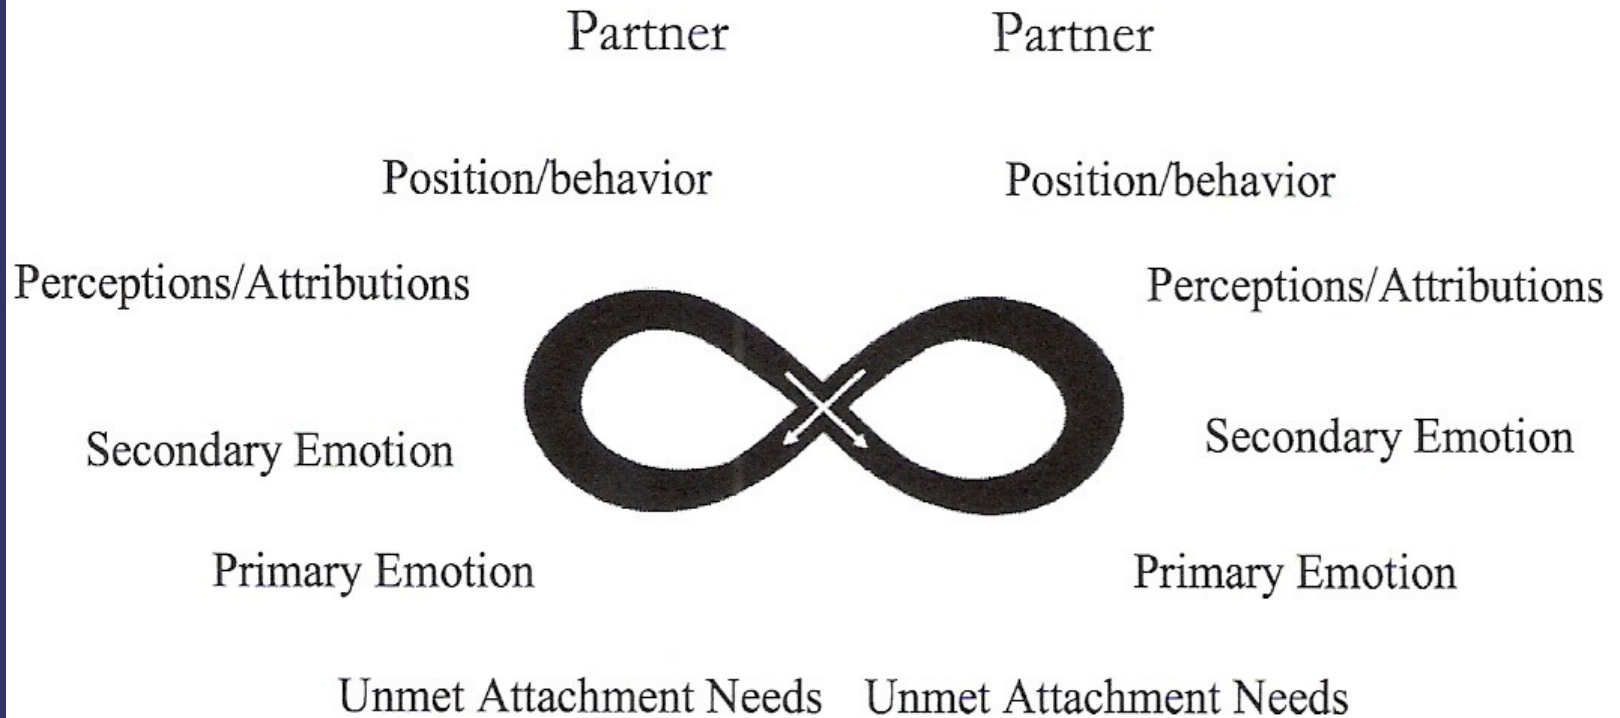 Partner Partner
Position/behavior Position/behavior
Perceptions/Attributions Perceptions/Attributions
Secondary Emotion Secondary Emotion
Primary Emotion Primary Emotion
Unmet Attachment Needs Unmet Attachment Needs